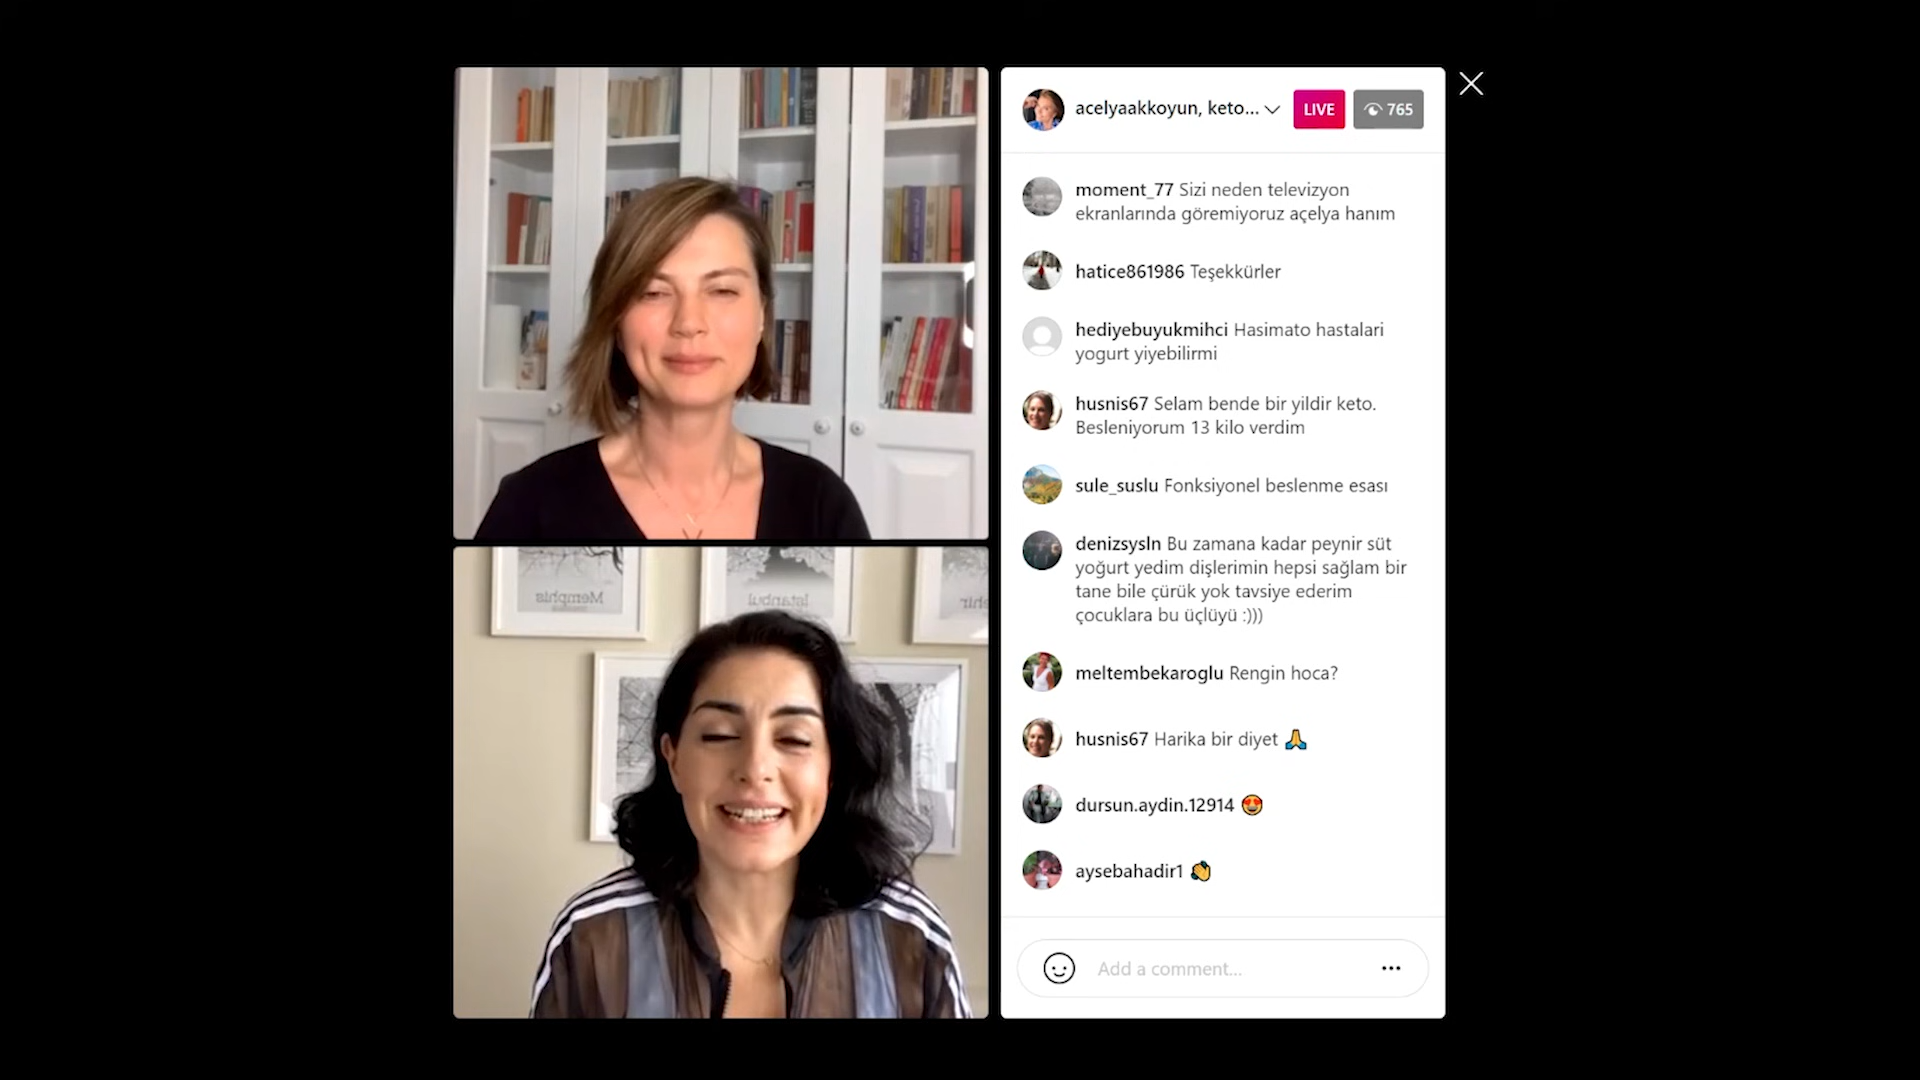 acelyaakkoyun, keto...
LIVE
765
moment_77 Sizi neden televizyon
ekranlarında göremiyoruz açelya hanım
hatice861986 Teşekkürler
hediyebuyukmihci Hasimato hastalari
yogurt yiyebilirmi
husnis67 Selam bende bir yildir keto.
Besleniyorum 13 kilo verdim
sule_suslu Fonksiyonel beslenme esası
denizsysln Bu zamana kadar peynir süt
yoğurt yedim dişlerimin hepsi sağlam bir
tane bile çürük yok tavsiye ederim
çocuklara bu üçlüyü :)))
meltembekaroglu Rengin hoca?
husnis67 Harika bir diyet 🙏
dursun.aydin.12914 😍
aysebahadir1 👏
Add a comment...
Memphis
Istanbul